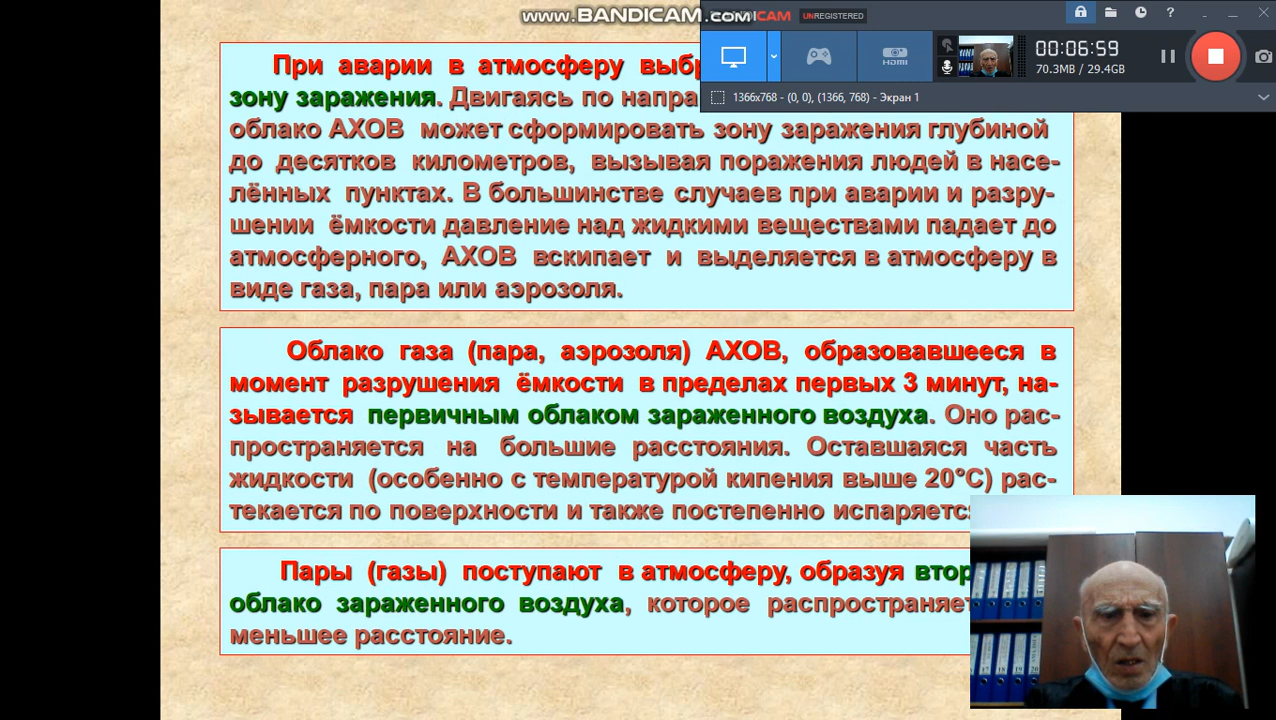 www.BANDICAM.com
UNREGISTERED
HDMI
00:06:59
70.3MB / 29.4GB
1366x768 - (0, 0), (1366, 768) - Экран 1
При аварии в атмосферу
зону заражения. Двигаясь по
облако АХОВ может сформировать зону заражения глубиной
до десятков километров, вызывая поражения людей в насе-
лённых пунктах. В большинстве случаев при аварии и разру-
шении ёмкости давление над жидкими веществами падает до
атмосферного, АХОВ вскипает и выделяется в атмосферу в
виде газа, пара или аэрозоля.
Облако газа (пара, аэрозоля) АХОВ, образовавшееся в
момент разрушения ёмкости в пределах первых 3 минут, на-
зывается первичным облаком зараженного воздуха. Оно рас-
пространяется на большие расстояния. Оставшаяся часть
жидкости (особенно с температурой кипения выше 20°С) рас-
текается по поверхности и также постепенно испаряется
Пары (газы) поступают в атмосферу, образуя
облако зараженного воздуха, которое
меньшее расстояние.